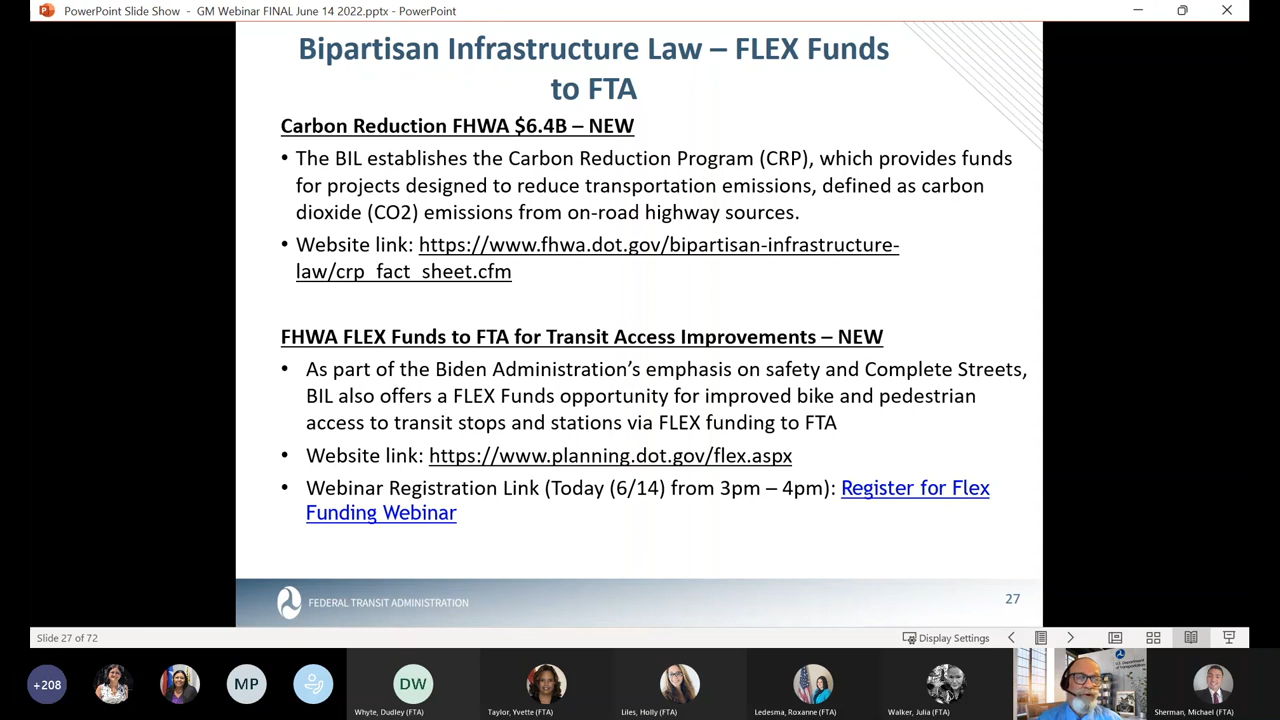 PowerPoint Slide Show - GM Webinar FINAL June 14 2022.pptx - PowerPoint
Bipartisan Infrastructure Law – FLEX Funds
to FTA
Carbon Reduction FHWA $6.4B – NEW
• The BIL establishes the Carbon Reduction Program (CRP), which provides funds
for projects designed to reduce transportation emissions, defined as carbon
dioxide (CO2) emissions from on-road highway sources.
• Website link: https://www.fhwa.dot.gov/bipartisan-infrastructure-
law/crp_fact_sheet.cfm
FHWA FLEX Funds to FTA for Transit Access Improvements – NEW
• As part of the Biden Administration’s emphasis on safety and Complete Streets,
BIL also offers a FLEX Funds opportunity for improved bike and pedestrian
access to transit stops and stations via FLEX funding to FTA
• Website link: https://www.planning.dot.gov/flex.aspx
• Webinar Registration Link (Today (6/14) from 3pm – 4pm): Register for Flex
Funding Webinar
FEDERAL TRANSIT ADMINISTRATION
27
Slide 27 of 72
Display Settings
+208
MP
DW
Whyte, Dudley (FTA)
Taylor, Yvette (FTA)
Liles, Holly (FTA)
Ledesma, Roxanne (FTA)
Walker, Julia (FTA)
Sherman, Michael (FTA)